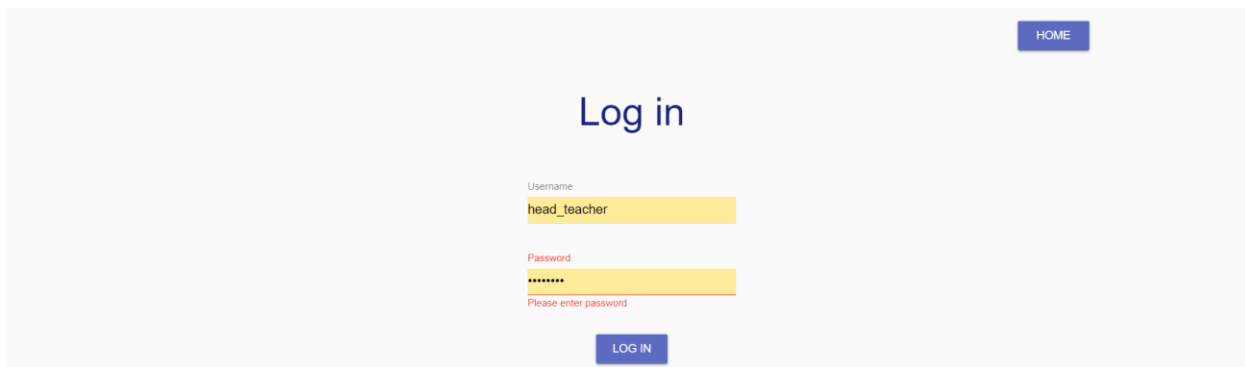 HOME
Log in
Username
head_teacher
Password
••••••••
Please enter password
LOG IN